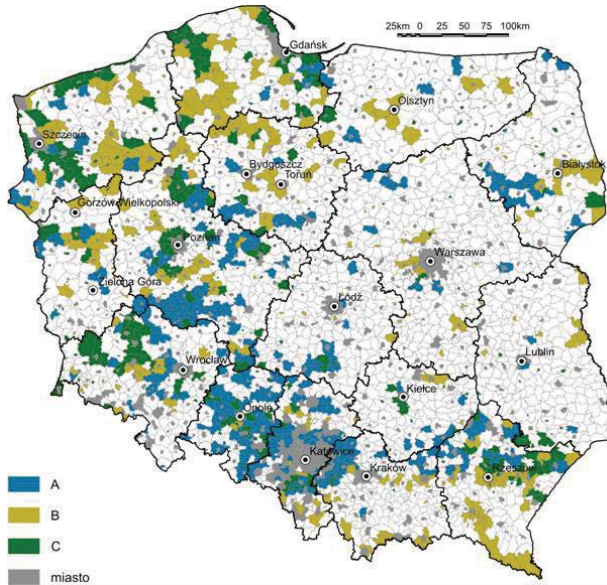 25km 0 25 50 100km
Gdańsk
Olsztyn
Szczecin
Bydgoszcz
Toruń
Białystok
Gorzów Wielkopolski
Poznań
Warszawa
Zielona Góra
Łódź
Wrocław
Lublin
Kielce
Opole
Katowice
Kraków
Rzeszów
A
B
C
miasto